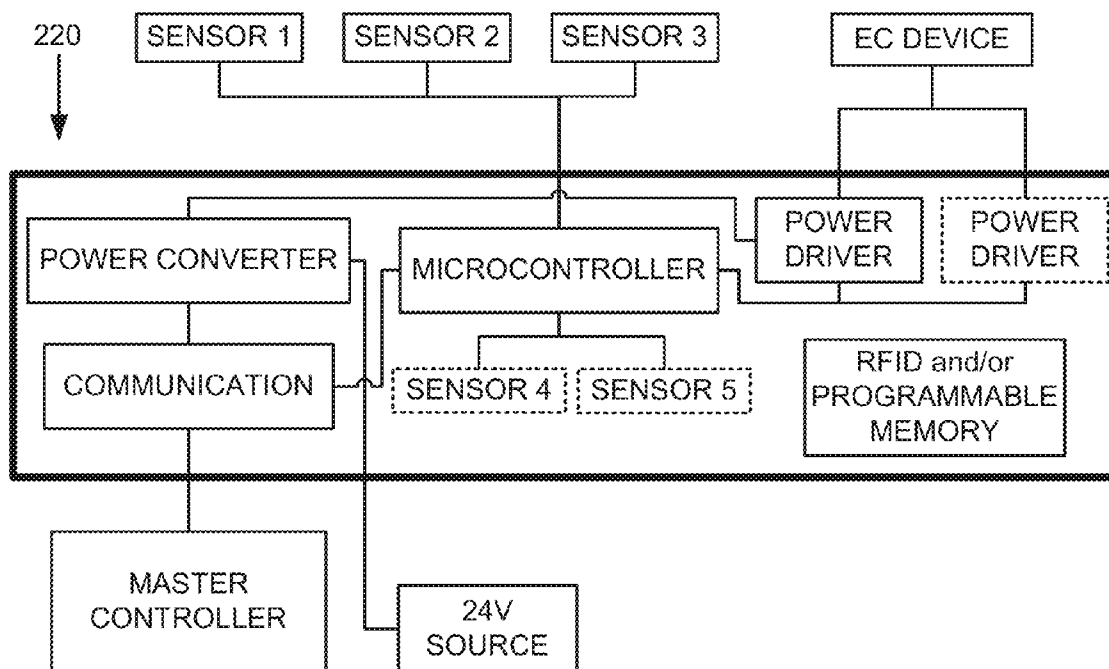 220
SENSOR 1
SENSOR 2
SENSOR 3
EC DEVICE
POWER CONVERTER
MICROCONTROLLER
POWER
DRIVER
POWER
DRIVER
COMMUNICATION
SENSOR 4
SENSOR 5
RFID and/or
PROGRAMMABLE
MEMORY
MASTER
CONTROLLER
24V
SOURCE